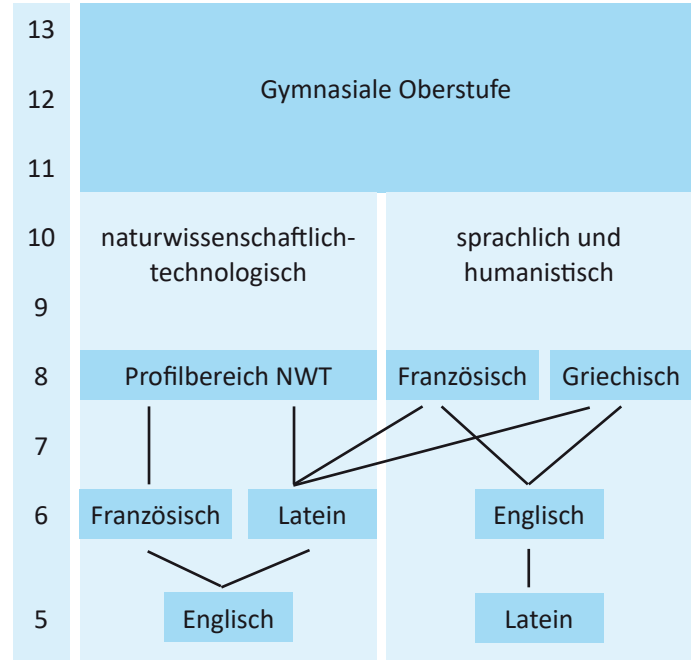 13
12
Gymnasiale Oberstufe
11
10
naturwissenschaftlich-
technologisch
sprachlich und
humanistisch
9
8
Profilbereich NWT
Französisch
Griechisch
7
6
Französisch
Latein
Englisch
5
Englisch
Latein